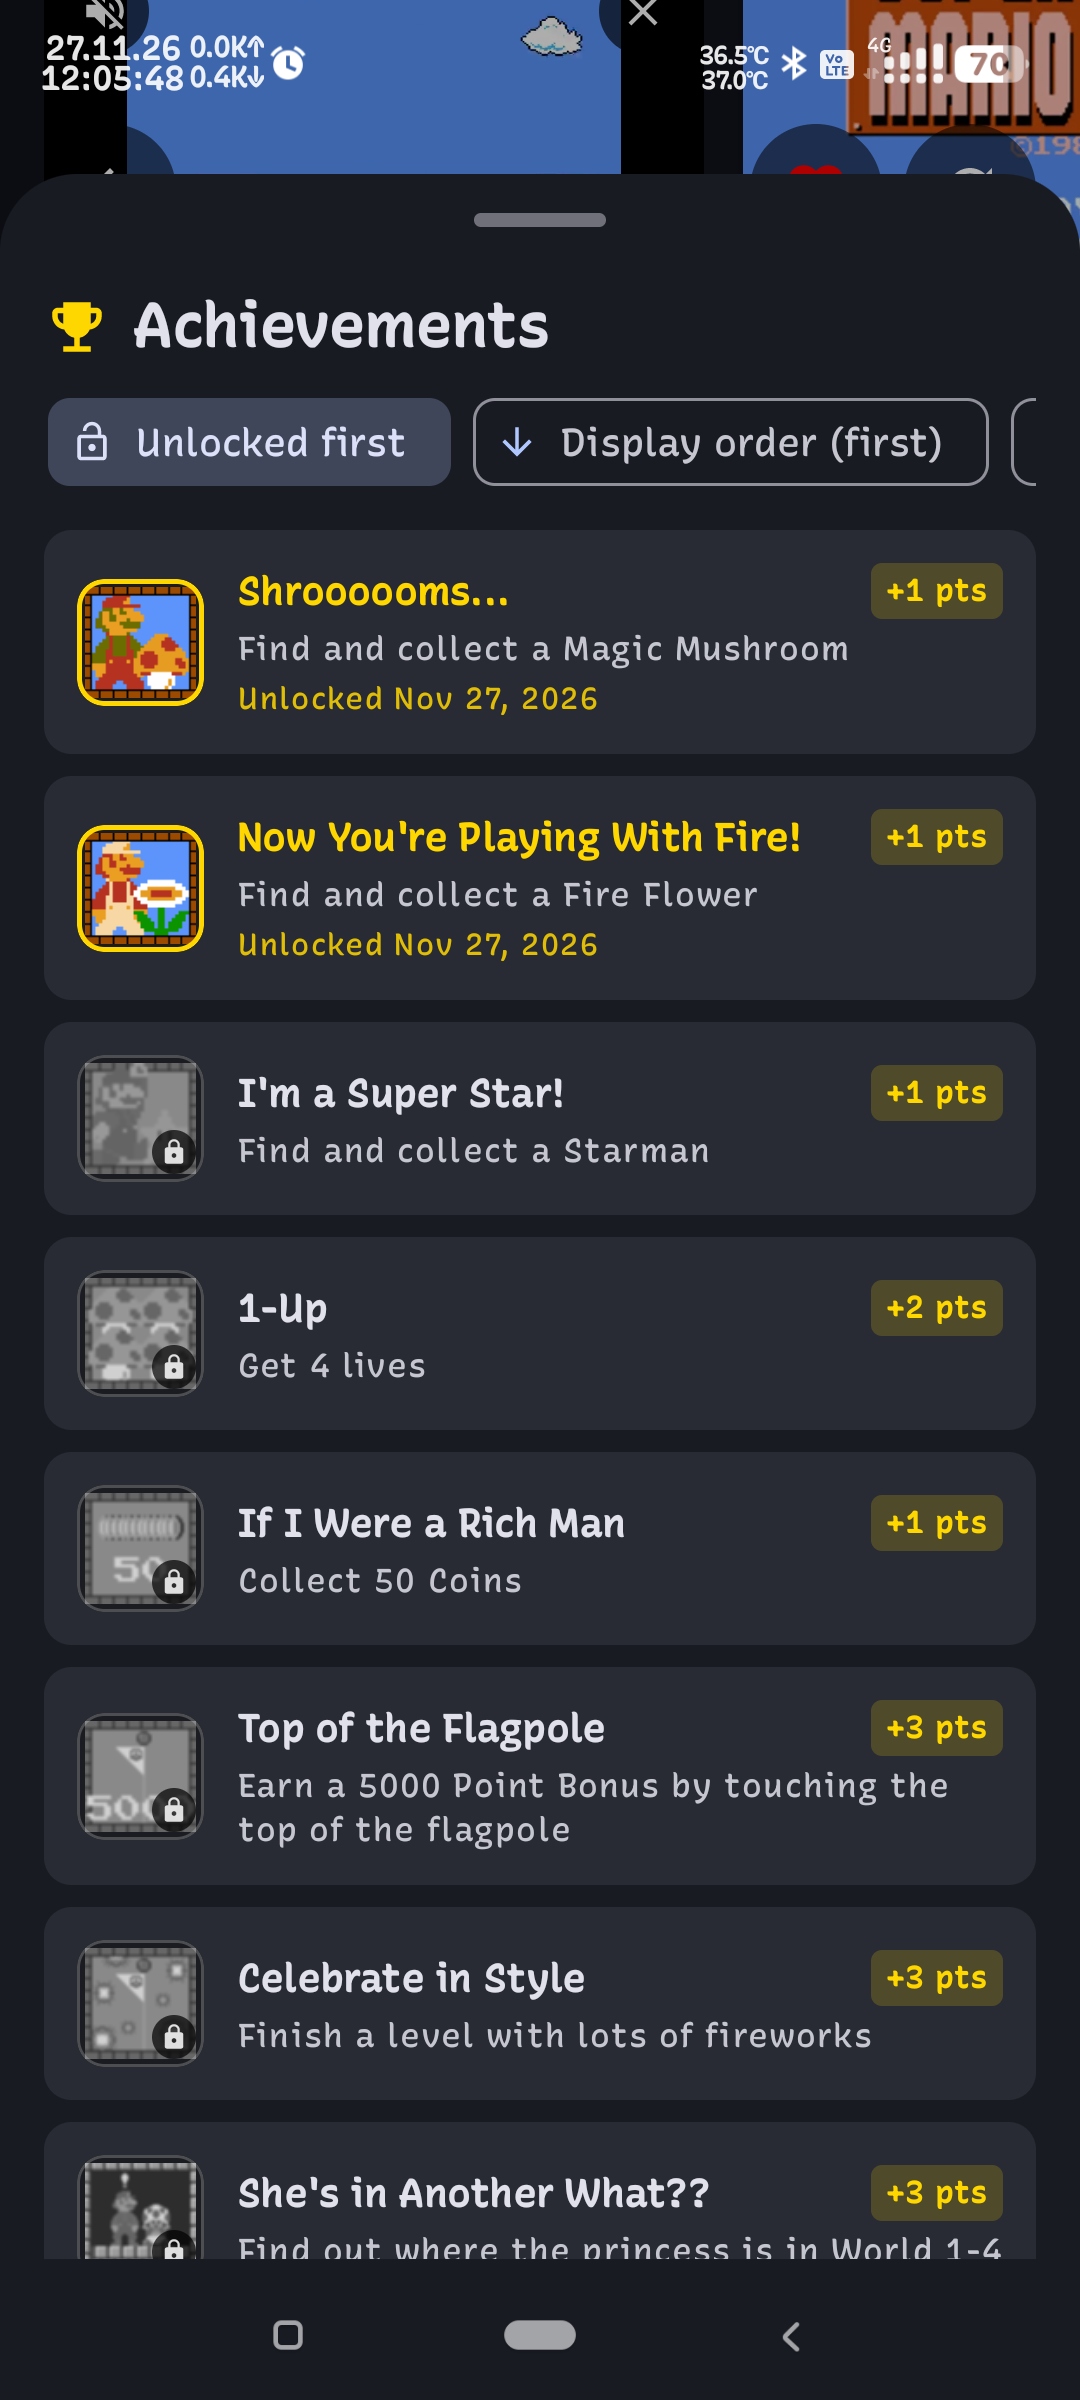 27.11.26 0.0K↑
12:05:48 0.4K↓
36.5°C
37.0°C
Vo
LTE
4G
70
MARIO
©198
Achievements
Unlocked first
Display order (first)
Shroooooms...
+1 pts
Find and collect a Magic Mushroom
Unlocked Nov 27, 2026
Now You're Playing With Fire!
+1 pts
Find and collect a Fire Flower
Unlocked Nov 27, 2026
I'm a Super Star!
+1 pts
Find and collect a Starman
1-Up
+2 pts
Get 4 lives
50
If I Were a Rich Man
+1 pts
Collect 50 Coins
500
Top of the Flagpole
+3 pts
Earn a 5000 Point Bonus by touching the
top of the flagpole
Celebrate in Style
+3 pts
Finish a level with lots of fireworks
She's in Another What??
+3 pts
Find out where the princess is in World 1-4